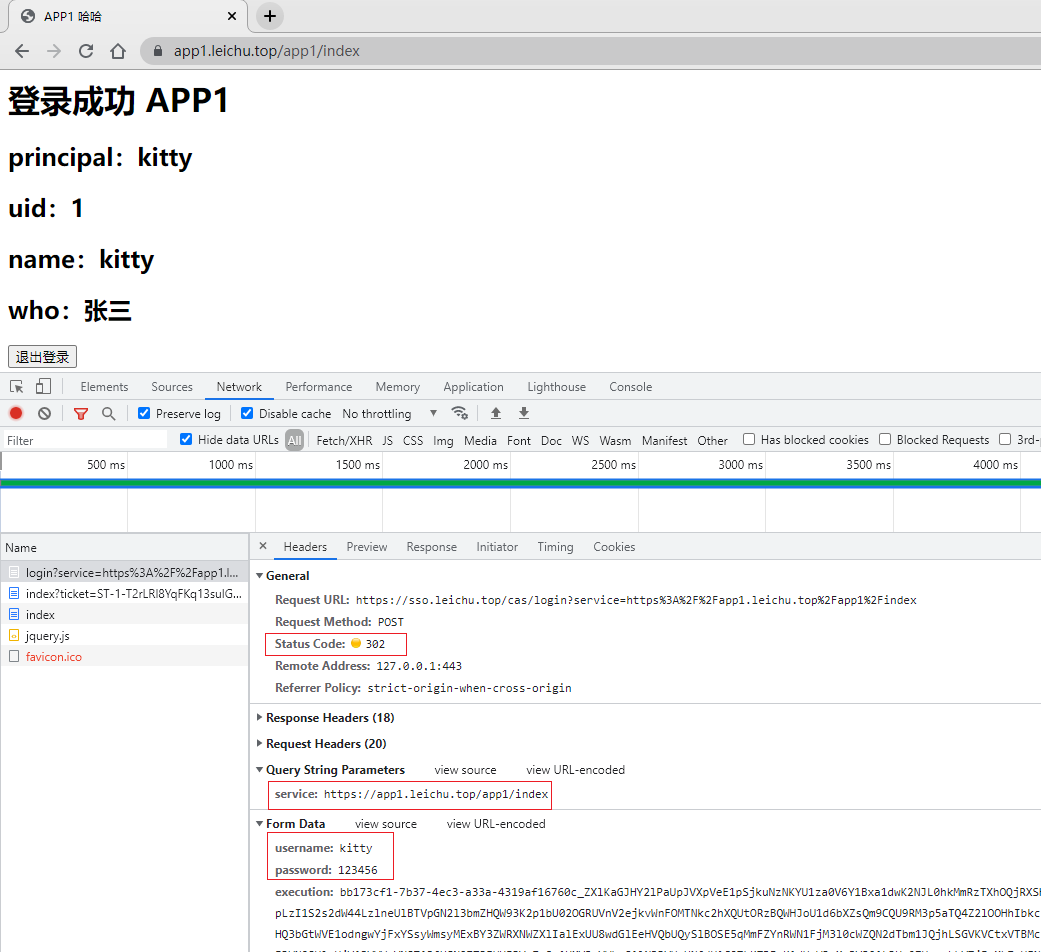 APP1 哈哈
app1.leichu.top/app1/index
登录成功 APP1
principal：kitty
uid：1
name：kitty
who：张三
退出登录
Elements Sources Network Performance Memory Application Lighthouse Console
Preserve log Disable cache No throttling
Filter Hide data URLs All Fetch/XHR JS CSS Img Media Font Doc WS Wasm Manifest Other Has blocked cookies Blocked Requests 3rd-p
500 ms 1000 ms 1500 ms 2000 ms 2500 ms 3000 ms 3500 ms 4000 ms
Name
login?service=https%3A%2F%2Fapp1.l...
index?ticket=ST-1-T2rLRl8YqFKq13sulG...
index
jquery.js
favicon.ico
Headers Preview Response Initiator Timing Cookies
General
Request URL: https://sso.leichu.top/cas/login?service=https%3A%2F%2Fapp1.leichu.top%2Fapp1%2Findex
Request Method: POST
Status Code: 302
Remote Address: 127.0.0.1:443
Referrer Policy: strict-origin-when-cross-origin
Response Headers (18)
Request Headers (20)
Query String Parameters view source view URL-encoded
service: https://app1.leichu.top/app1/index
Form Data view source view URL-encoded
username: kitty
password: 123456
execution: bb173cf1-7b37-4ec3-a33a-4319af16760c_ZXlKaGJHY2lPaUpJVXpVeE1pSjkuNzNKYU1za0V6Y1Bxa1dwK2NJL0hkMmRzTXhOQjRXS